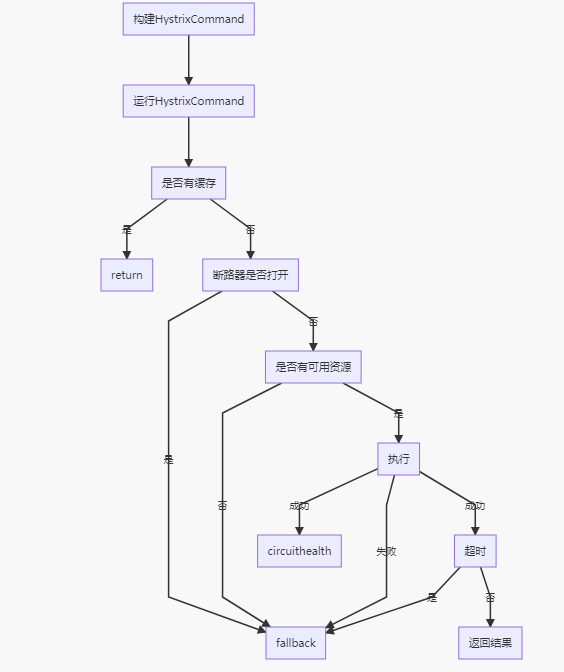 构建HystrixCommand
运行HystrixCommand
是否有缓存
是
否
return
断路器是否打开
否
是否有可用资源
是
执行
是
否
成功
成功
circuithealth
失败
超时
是
否
fallback
返回结果